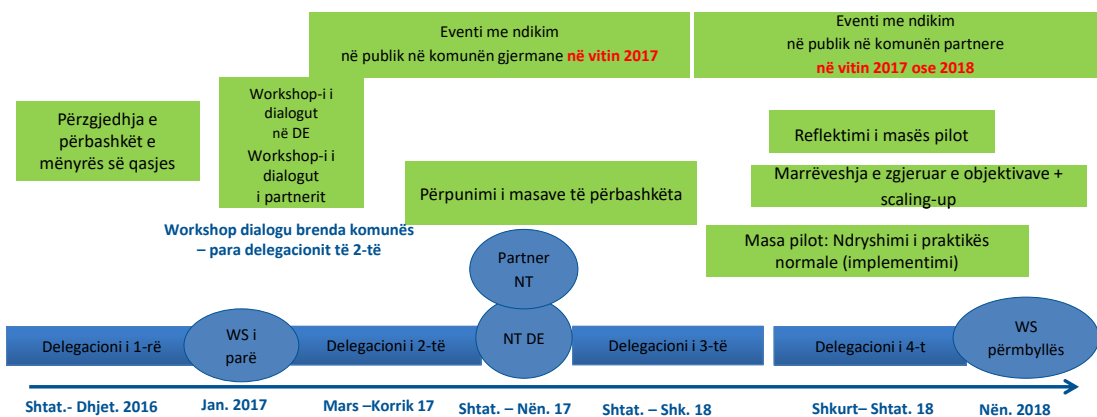 Eventi me ndikim
në publik në komunën gjermane në vitin 2017
Eventi me ndikim
në publik në komunën partnere
në vitin 2017 ose 2018
Përzgjedhja e
përbashkët e
mënyrës së qasjes
Workshop-i i
dialogut
në DE
Workshop-i i
dialogut
i partnerit
Reflektimi i masës pilot
Përpunimi i masave të përbashkëta
Marrëveshja e zgjeruar e objektivave +
scaling-up
Workshop dialogu brenda komunës
– para delegacionit të 2-të
Masa pilot: Ndryshimi i praktikës
normale (implementimi)
Partner
NT
Delegacioni i 1-rë
WS i
parë
Delegacioni i 2-të
NT DE
Delegacioni i 3-të
Delegacioni i 4-t
WS
përmbyllës
Shtat.- Dhjet. 2016
Jan. 2017
Mars –Korrik 17
Shtat. – Nën. 17
Shtat. – Shk. 18
Shkurt– Shtat. 18
Nën. 2018